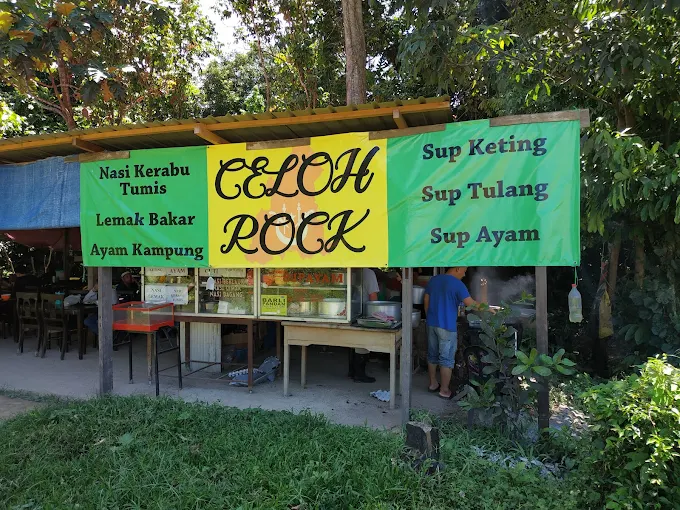 Nasi Kerabu
Tumis
Lemak Bakar
Ayam Kampung
CELOH
ROCK
Sup Keting
Sup Tulang
Sup Ayam